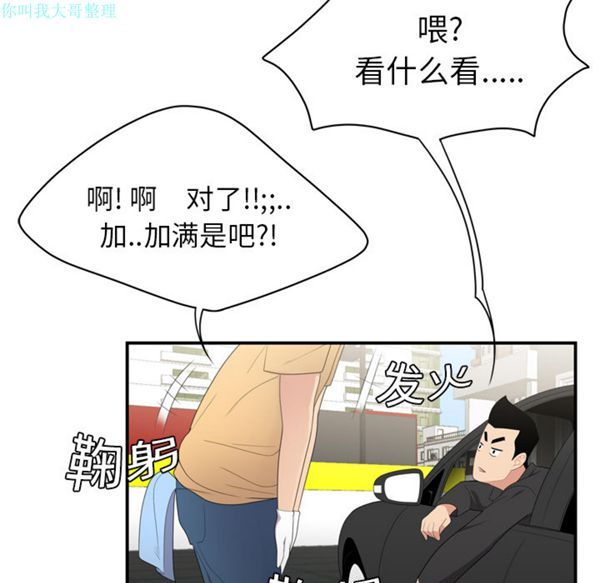 你叫我大哥整理
喂?
看什么看.....
啊! 啊 对了!!;;..
加..加满是吧?!
发火
鞠躬